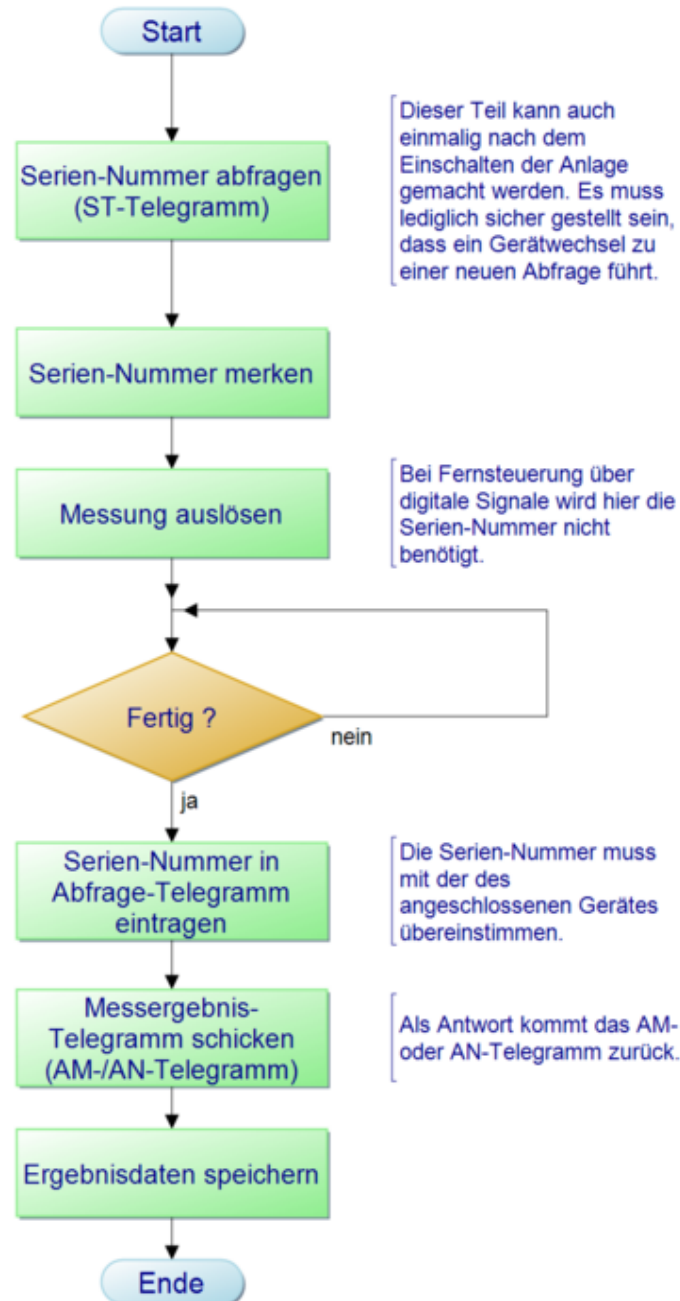 Start
Dieser Teil kann auch
einmalig nach dem
Einschalten der Anlage
gemacht werden. Es muss
lediglich sicher gestellt sein,
dass ein Gerätwechsel zu
einer neuen Abfrage führt.
Serien-Nummer abfragen
(ST-Telegramm)
Serien-Nummer merken
Messung auslösen
Bei Fernsteuerung über
digitale Signale wird hier die
Serien-Nummer nicht
benötigt.
Fertig ?
nein
ja
Serien-Nummer in
Abfrage-Telegramm
eintragen
Die Serien-Nummer muss
mit der des
angeschlossenen Gerätes
übereinstimmen.
Messergebnis-
Telegramm schicken
(AM-/AN-Telegramm)
Als Antwort kommt das AM-
oder AN-Telegramm zurück.
Ergebnisdaten speichern
Ende